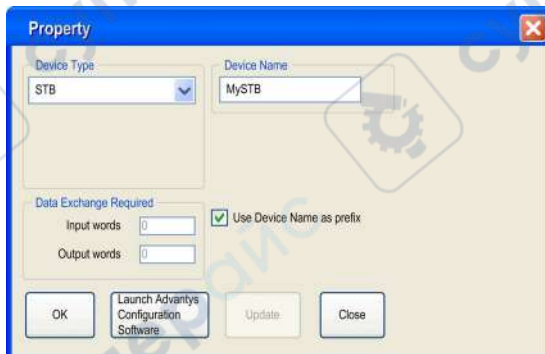 Property
Device Type
Device Name
STB
MySTB
Data Exchange Required
Input words 0
Use Device Name as prefix
Output words 0
OK
Launch Advantys
Configuration
Software
Update
Close